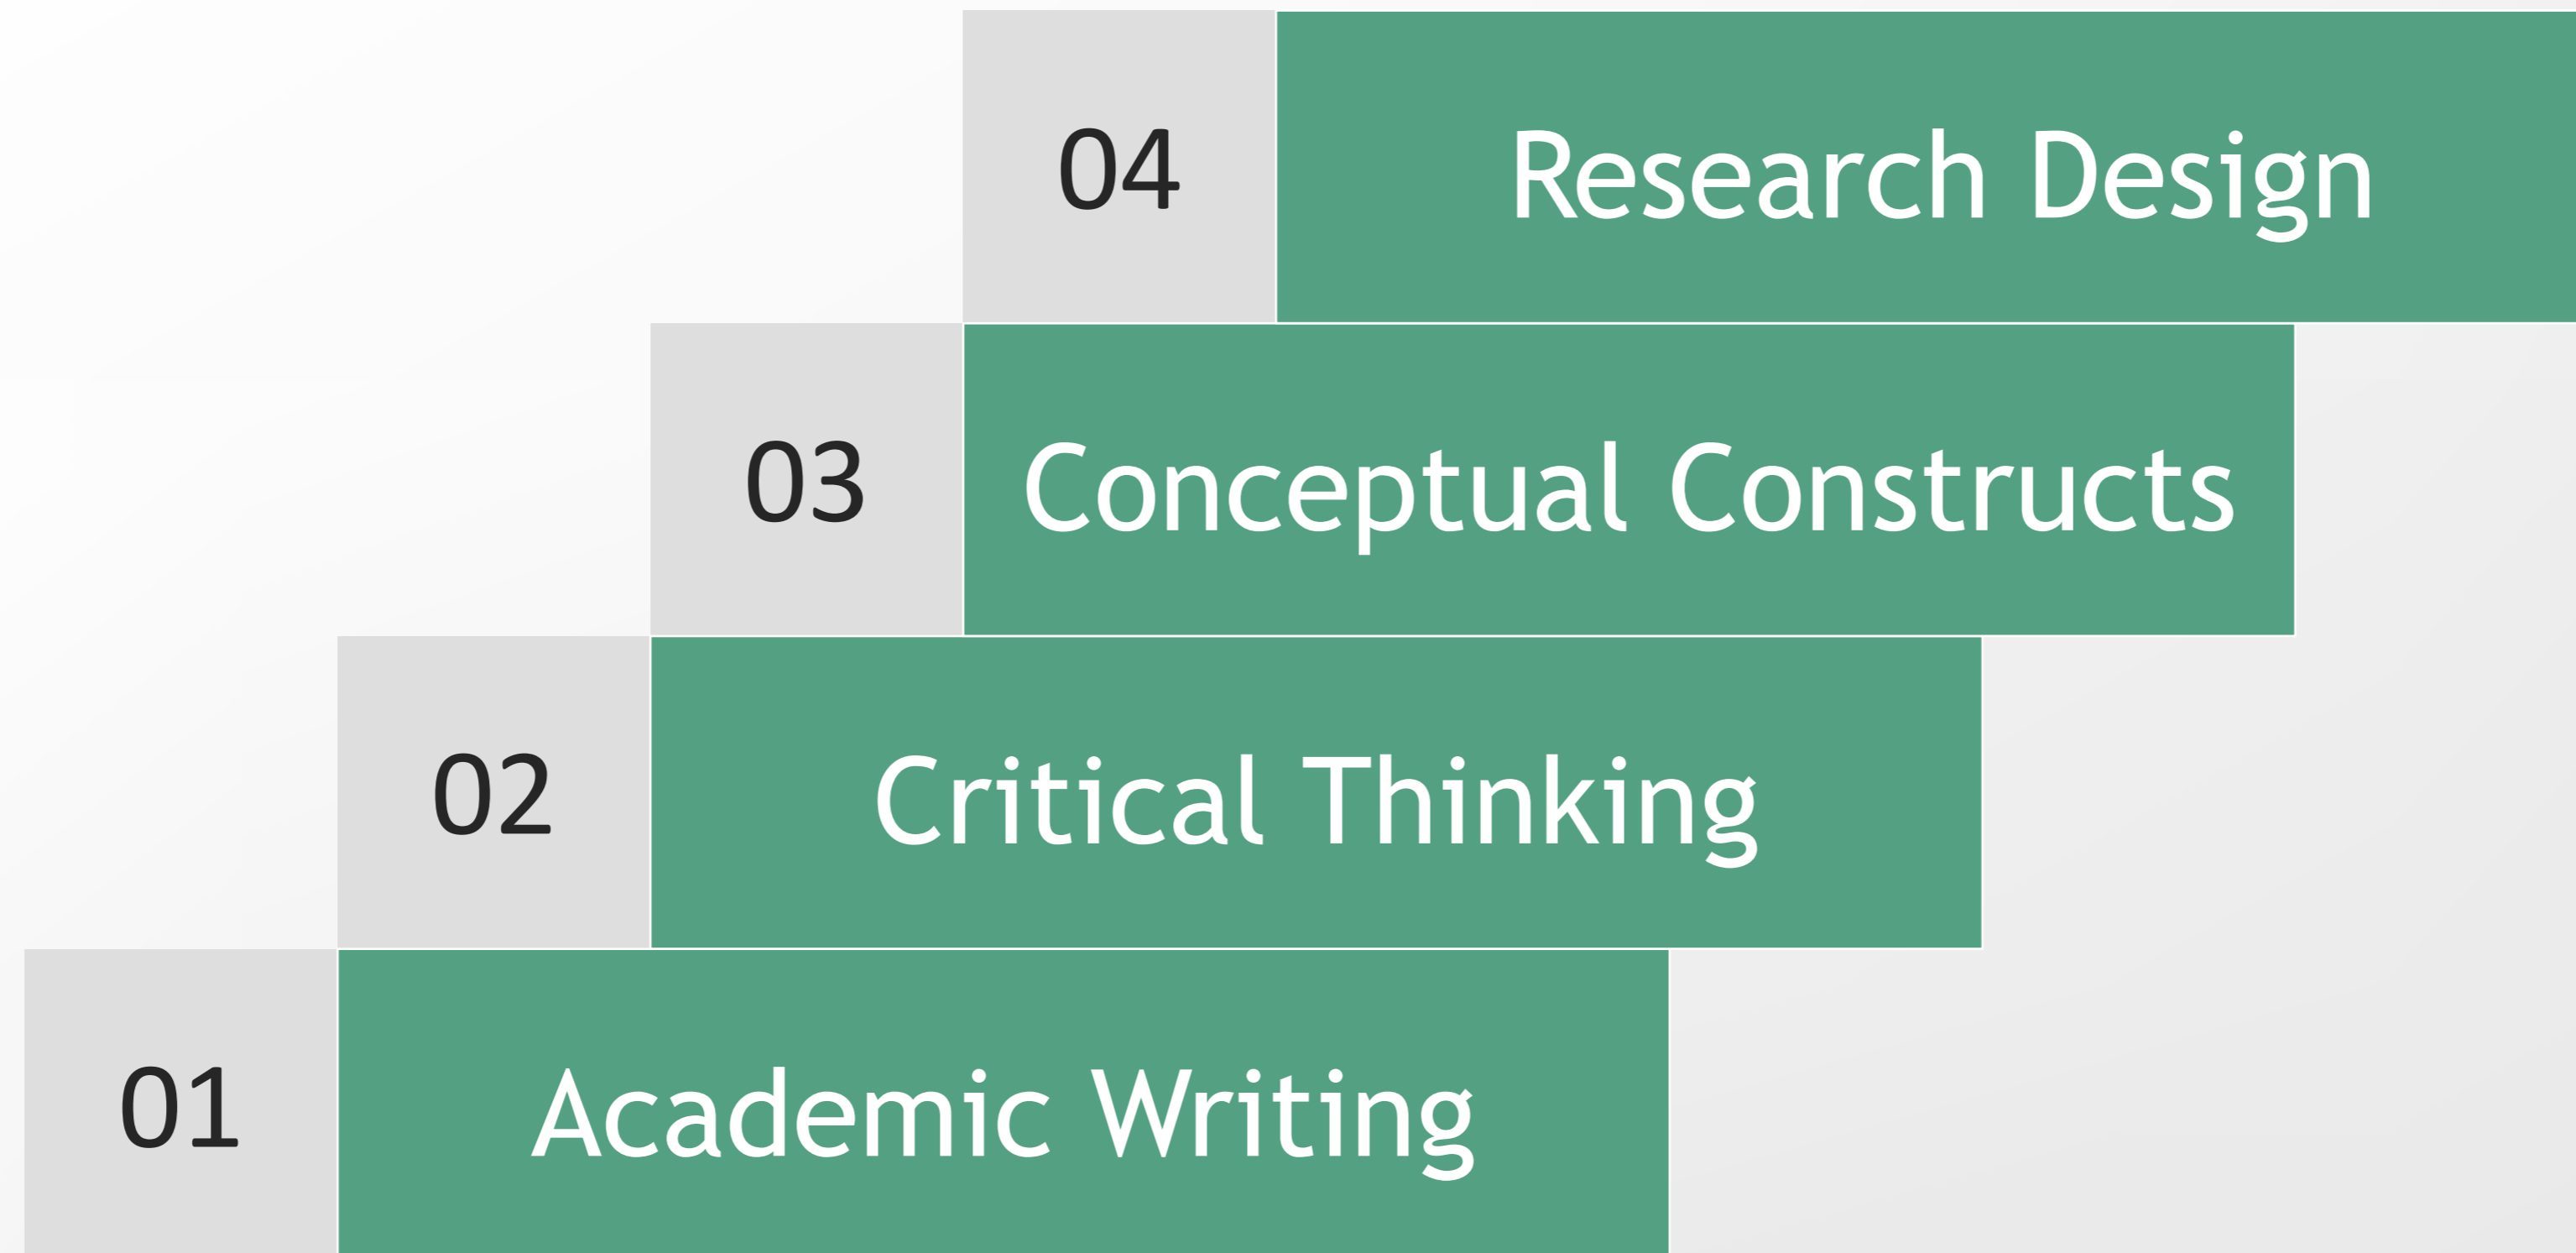 04 Research Design
03 Conceptual Constructs
02 Critical Thinking
01 Academic Writing